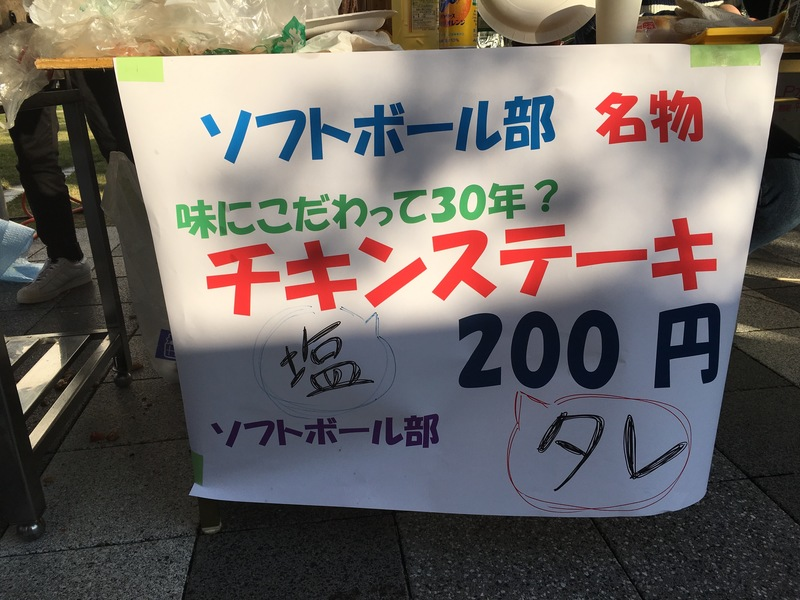 ソフトボール部 名物
味にこだわって30年？
チキンステーキ
塩 200 円
ソフトボール部 タレ